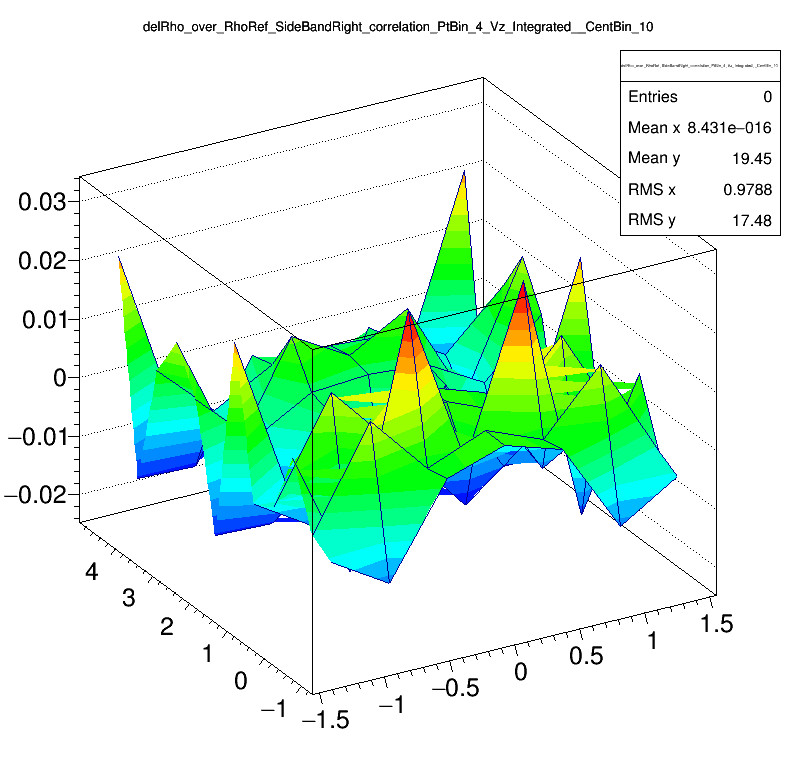 delRho_over_RhoRef_SideBandRight_correlation_PtBin_4_Vz_Integrated__CentBin_10
delRho_over_RhoRef_SideBandRight_correlation_PtBin_4_Vz_Integrated__CentBin_10
Entries 0
Mean x 8.431e−016
Mean y 19.45
RMS x 0.9788
RMS y 17.48
0.03
0.02
0.01
0
−0.01
−0.02
4
3
2
1
0
−1
−1.5
−1
−0.5
0
0.5
1
1.5